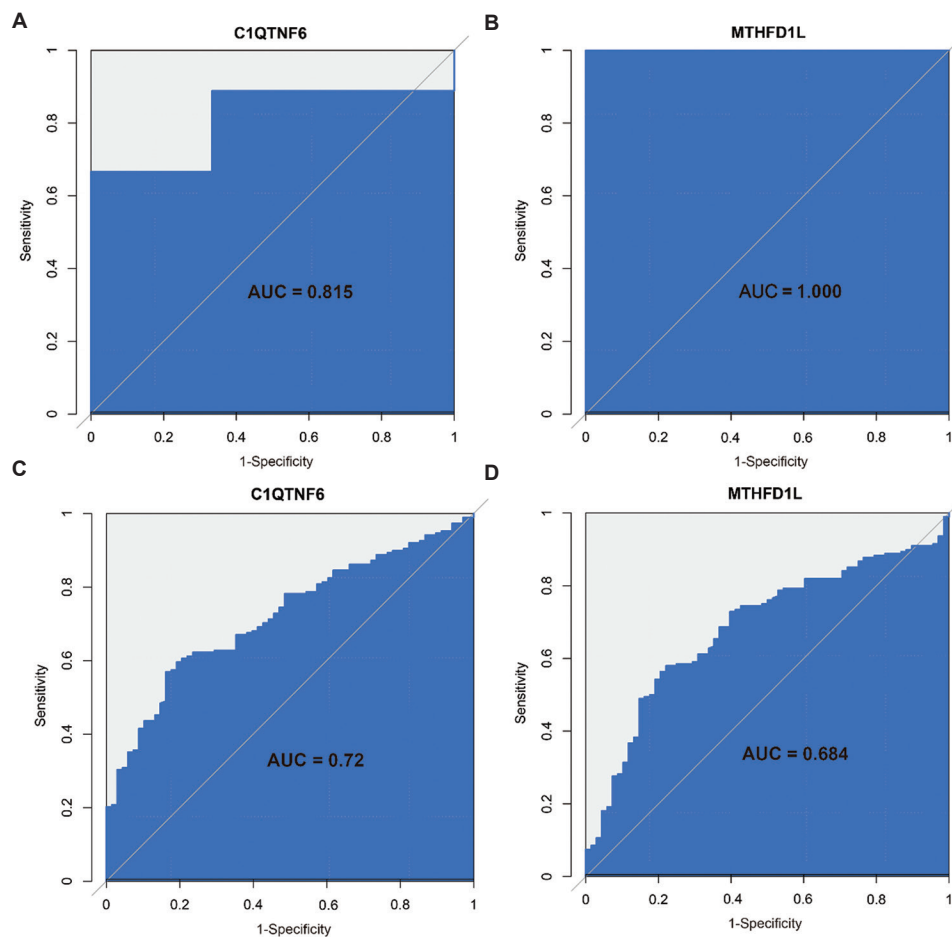 A
C1QTNF6
1
0.8
0.6
0.4
0.2
0
Sensitivity
AUC = 0.815
0 0.2 0.4 0.6 0.8 1
1-Specificity
B
MTHFD1L
1
0.8
0.6
0.4
0.2
0
Sensitivity
AUC = 1.000
0 0.2 0.4 0.6 0.8 1
1-Specificity
C
C1QTNF6
1
0.8
0.6
0.4
0.2
0
Sensitivity
AUC = 0.72
0 0.2 0.4 0.6 0.8 1
1-Specificity
D
MTHFD1L
1
0.8
0.6
0.4
0.2
0
Sensitivity
AUC = 0.684
0 0.2 0.4 0.6 0.8 1
1-Specificity